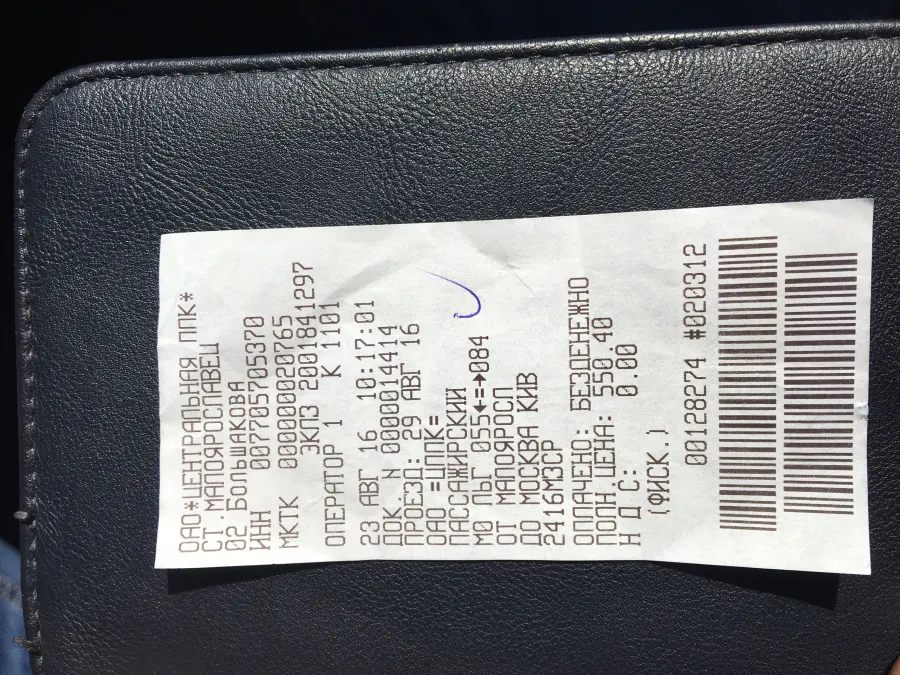 ОАО*ЦЕНТРАЛЬНАЯ ППК*
СТ.МАЛОЯРОСЛАВЕЦ
02 БОЛЬШАКОВА
ИНН 007705705370
МКТК 000000020765
ЭКЛЗ 2001841297
ОПЕРАТОР 1 К 1101
23 АВГ 16 10:17:01
ДОК. N 0000014414
ПРОЕЗД: 29 АВГ 16
ОАО =ЦППК=
ПАССАЖИРСКИЙ
М0 ЛЬГ 055←=→084
ОТ МАЛОЯРОСЛ
ДО МОСКВА КИВ
2416МЗСР
ОПЛАЧЕНО: БЕЗДЕНЕЖНО
ПОЛН.ЦЕНА: 550.40
Н Д С: 0.00
(ФИСК.)
00128274 #020312